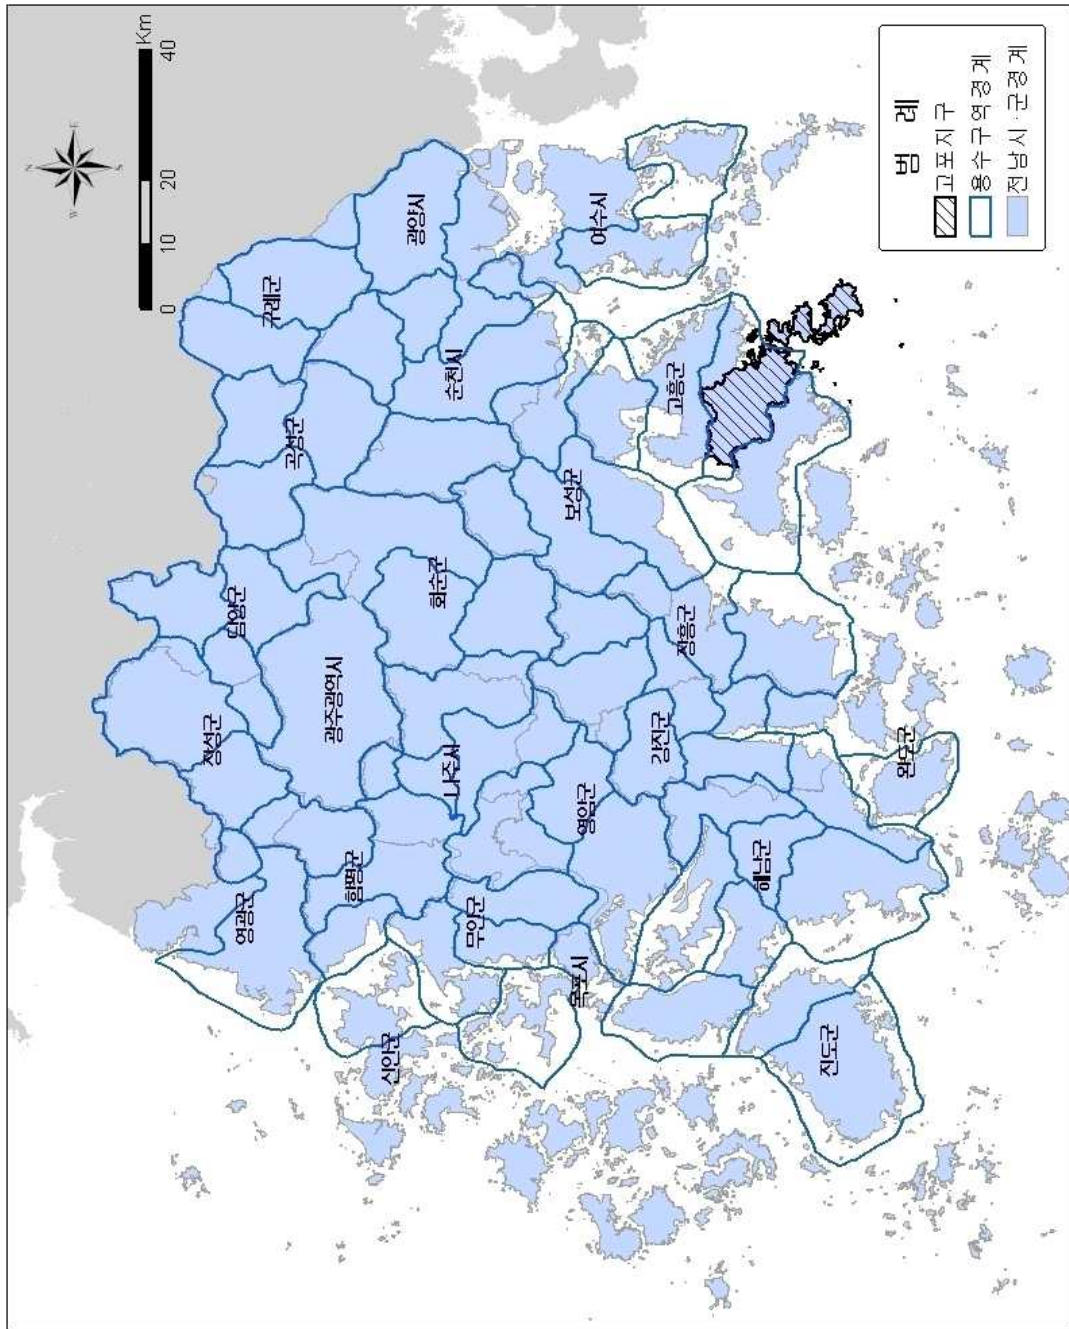 N
E
S
W
0 10 20 40
Km
장성군
담양군
영광군
곡성군
구례군
광주광역시
함평군
신안군
나주시
화순군
순천시
광양시
무안군
목포시
영암군
보성군
여수시
강진군
장흥군
고흥군
해남군
진도군
완도군
범 례
고포지구
용수구역경계
전남시·군경계